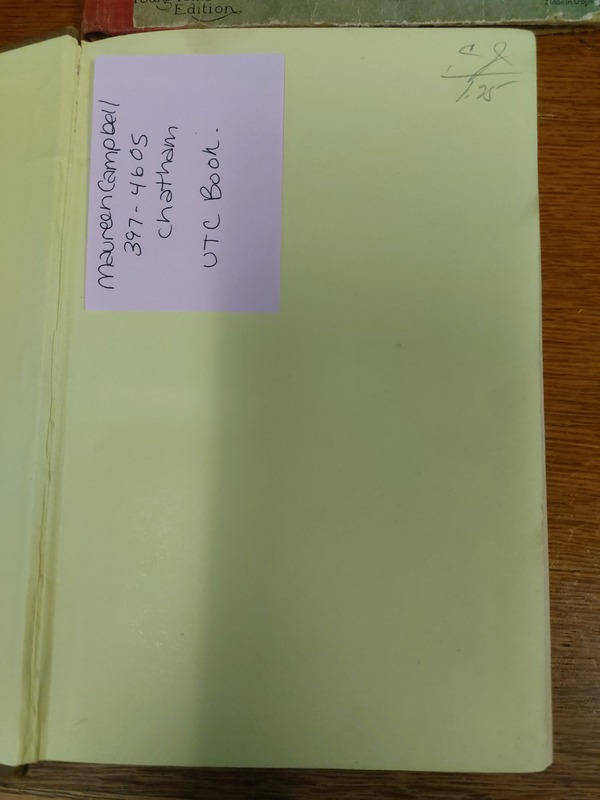 Edition
Maureen Campbell
397-4605
Chatham
UTC Book.
1.25